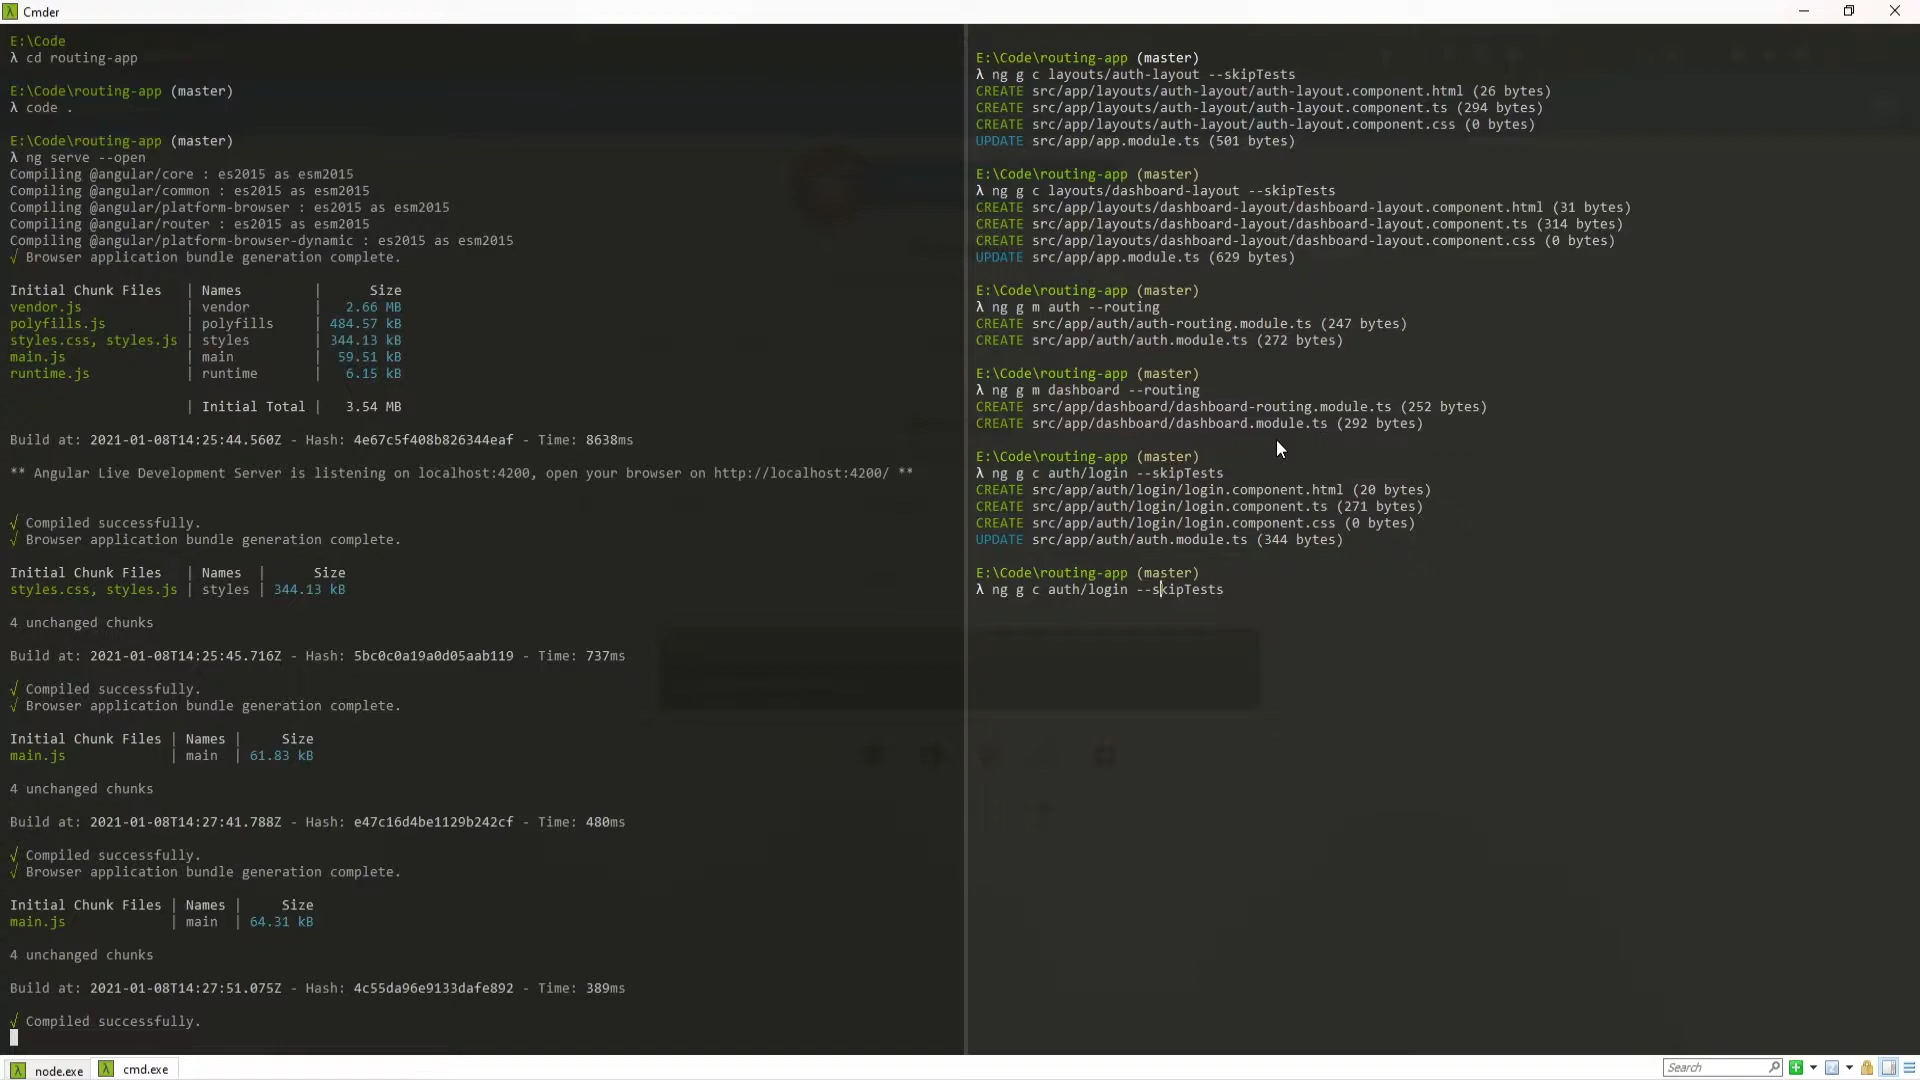 Cmder
E:\Code
λ cd routing-app
E:\Code\routing-app (master)
λ code .
E:\Code\routing-app (master)
λ ng serve --open
Compiling @angular/core : es2015 as esm2015
Compiling @angular/common : es2015 as esm2015
Compiling @angular/platform-browser : es2015 as esm2015
Compiling @angular/router : es2015 as esm2015
Compiling @angular/platform-browser-dynamic : es2015 as esm2015
√ Browser application bundle generation complete.
Initial Chunk Files | Names | Size
vendor.js | vendor | 2.66 MB
polyfills.js | polyfills | 484.57 kB
styles.css, styles.js | styles | 344.13 kB
main.js | main | 59.51 kB
runtime.js | runtime | 6.15 kB
| Initial Total | 3.54 MB
Build at: 2021-01-08T14:25:44.560Z - Hash: 4e67c5f408b826344eaf - Time: 8638ms
** Angular Live Development Server is listening on localhost:4200, open your browser on http://localhost:4200/ **
√ Compiled successfully.
√ Browser application bundle generation complete.
Initial Chunk Files | Names | Size
styles.css, styles.js | styles | 344.13 kB
4 unchanged chunks
Build at: 2021-01-08T14:25:45.716Z - Hash: 5bc0c0a19a0d05aab119 - Time: 737ms
√ Compiled successfully.
√ Browser application bundle generation complete.
Initial Chunk Files | Names | Size
main.js | main | 61.83 kB
4 unchanged chunks
Build at: 2021-01-08T14:27:41.788Z - Hash: e47c16d4be1129b242cf - Time: 480ms
√ Compiled successfully.
√ Browser application bundle generation complete.
Initial Chunk Files | Names | Size
main.js | main | 64.31 kB
4 unchanged chunks
Build at: 2021-01-08T14:27:51.075Z - Hash: 4c55da96e9133dafe892 - Time: 389ms
√ Compiled successfully.
E:\Code\routing-app (master)
λ ng g c layouts/auth-layout --skipTests
CREATE src/app/layouts/auth-layout/auth-layout.component.html (26 bytes)
CREATE src/app/layouts/auth-layout/auth-layout.component.ts (294 bytes)
CREATE src/app/layouts/auth-layout/auth-layout.component.css (0 bytes)
UPDATE src/app/app.module.ts (501 bytes)
E:\Code\routing-app (master)
λ ng g c layouts/dashboard-layout --skipTests
CREATE src/app/layouts/dashboard-layout/dashboard-layout.component.html (31 bytes)
CREATE src/app/layouts/dashboard-layout/dashboard-layout.component.ts (314 bytes)
CREATE src/app/layouts/dashboard-layout/dashboard-layout.component.css (0 bytes)
UPDATE src/app/app.module.ts (629 bytes)
E:\Code\routing-app (master)
λ ng g m auth --routing
CREATE src/app/auth/auth-routing.module.ts (247 bytes)
CREATE src/app/auth/auth.module.ts (272 bytes)
E:\Code\routing-app (master)
λ ng g m dashboard --routing
CREATE src/app/dashboard/dashboard-routing.module.ts (252 bytes)
CREATE src/app/dashboard/dashboard.module.ts (292 bytes)
E:\Code\routing-app (master)
λ ng g c auth/login --skipTests
CREATE src/app/auth/login/login.component.html (20 bytes)
CREATE src/app/auth/login/login.component.ts (271 bytes)
CREATE src/app/auth/login/login.component.css (0 bytes)
UPDATE src/app/auth/auth.module.ts (344 bytes)
E:\Code\routing-app (master)
λ ng g c auth/login --skipTests
node.exe
cmd.exe
Search